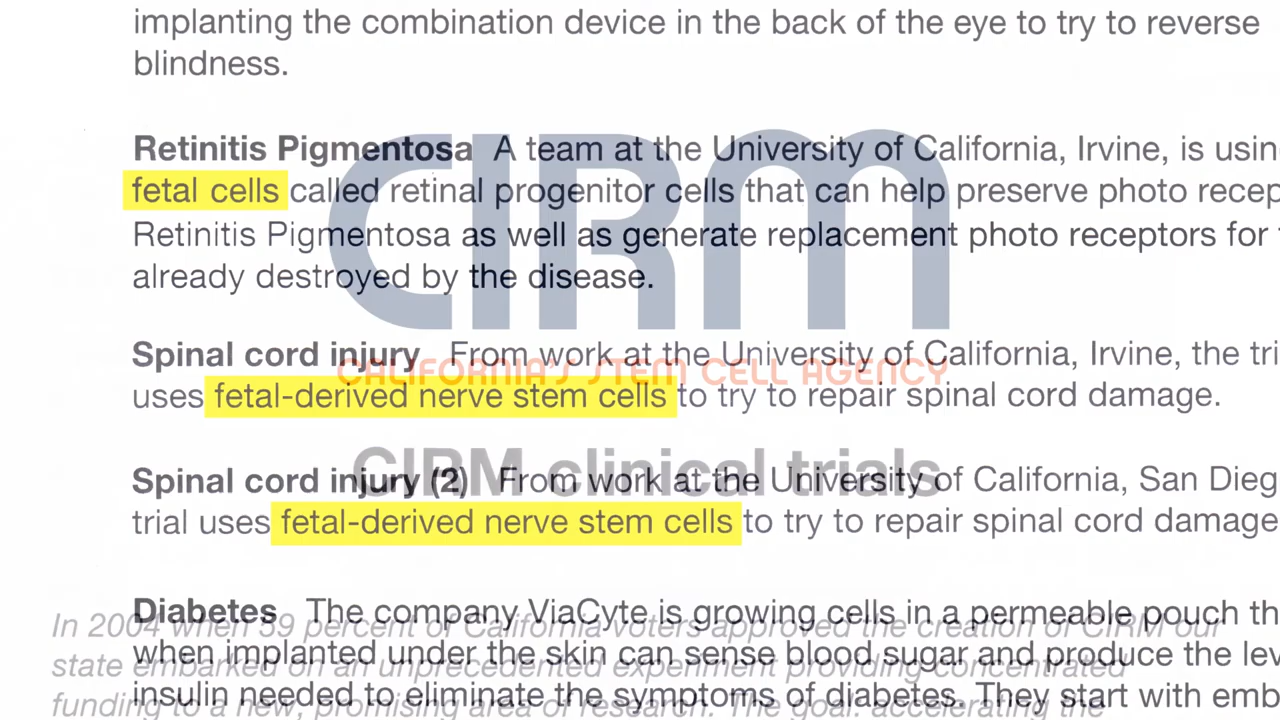 implanting the combination device in the back of the eye to try to reverse
blindness.
Retinitis Pigmentosa A team at the University of California, Irvine, is usin
fetal cells called retinal progenitor cells that can help preserve photo recep
Retinitis Pigmentosa as well as generate replacement photo receptors for
already destroyed by the disease.
CIRM
Spinal cord injury From work at the University of California, Irvine, the tri
CALIFORNIA'S STEM CELL AGENCY
uses fetal-derived nerve stem cells to try to repair spinal cord damage.
CIRM clinical trials
Spinal cord injury (2) From work at the University of California, San Dieg
trial uses fetal-derived nerve stem cells to try to repair spinal cord damage
Diabetes The company ViaCyte is growing cells in a permeable pouch th
In 2004 when 59 percent of California voters approved the creation of CIRM our
when implanted under the skin can sense blood sugar and produce the lev
state embarked on an unprecedented experiment providing concentrated
insulin needed to eliminate the symptoms of diabetes. They start with emb
funding to a new, promising area of research. The goal: accelerating the